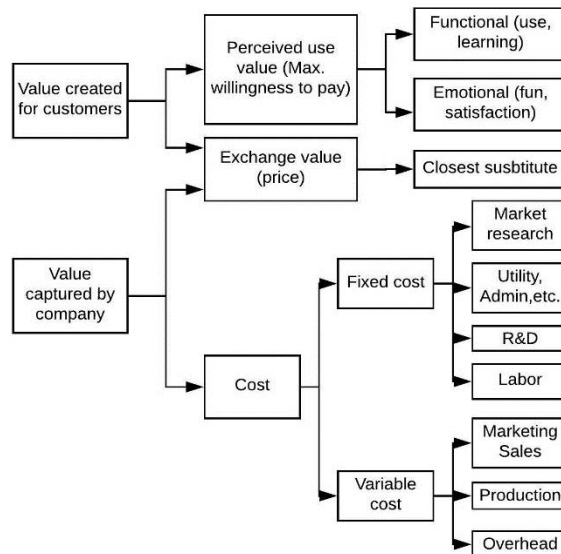 Value created
for customers
Perceived use
value (Max.
willingness to pay)
Functional (use,
learning)
Emotional (fun,
satisfaction)
Exchange value
(price)
Closest susbtitute
Value
captured by
company
Cost
Fixed cost
Market
research
Utility,
Admin,etc.
R&D
Labor
Variable
cost
Marketing
Sales
Production
Overhead